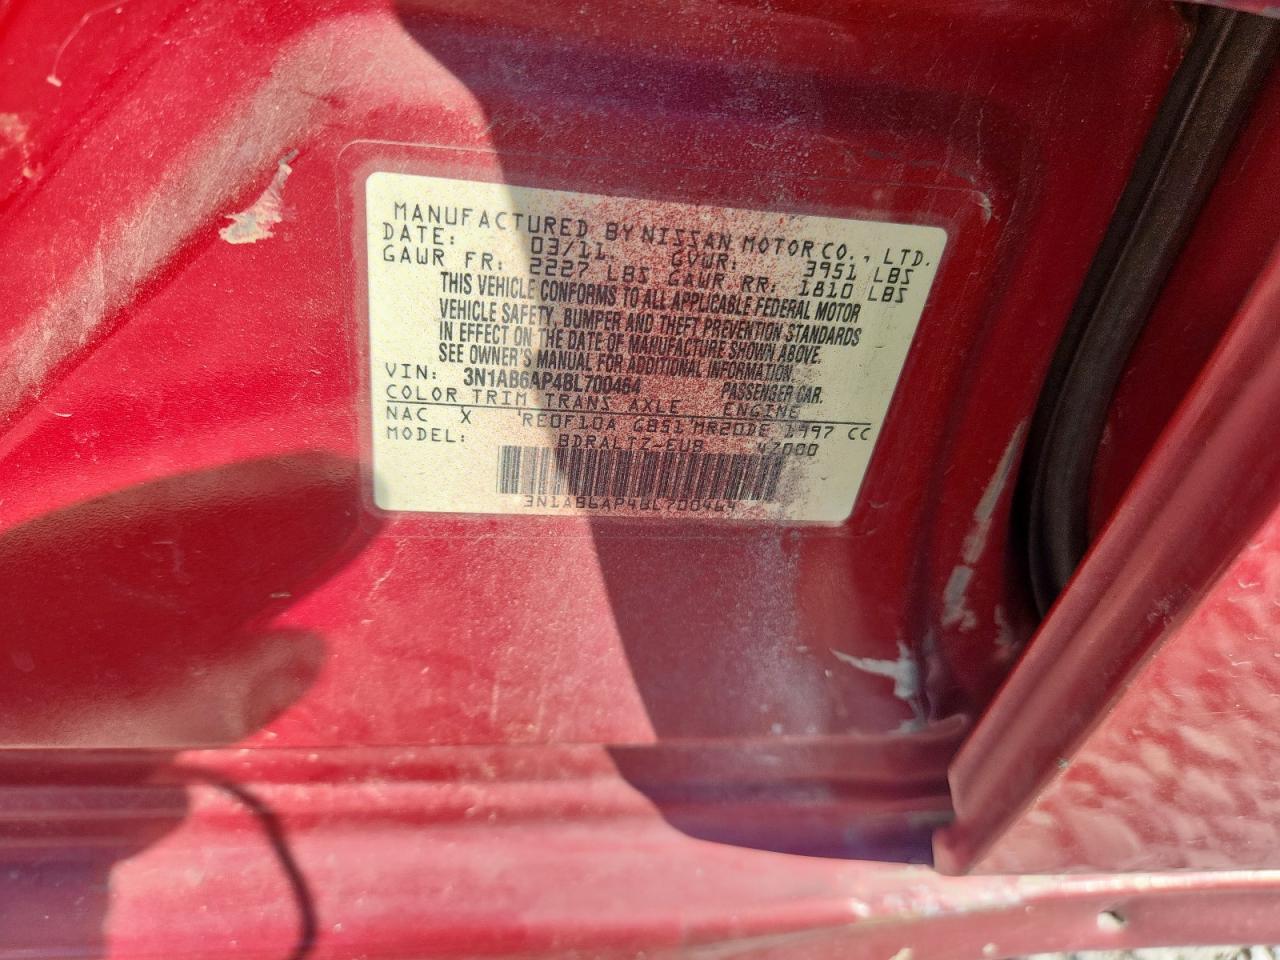 MANUFACTURED BY NISSAN MOTOR CO., LTD.
DATE: 03/11 GVWR: 3951 LBS
GAWR FR: 2227 LBS GAWR RR: 1810 LBS
THIS VEHICLE CONFORMS TO ALL APPLICABLE FEDERAL MOTOR
VEHICLE SAFETY, BUMPER AND THEFT PREVENTION STANDARDS
IN EFFECT ON THE DATE OF MANUFACTURE SHOWN ABOVE.
SEE OWNER'S MANUAL FOR ADDITIONAL INFORMATION.
VIN: 3N1AB6AP4BL700464 PASSENGER CAR.
COLOR TRIM TRANS AXLE ENGINE
NAC X RE0F10A GB51 MR20DE 1997 CC
MODEL: BDRALTZ-EUB 47000
3N1AB6AP4BL700464